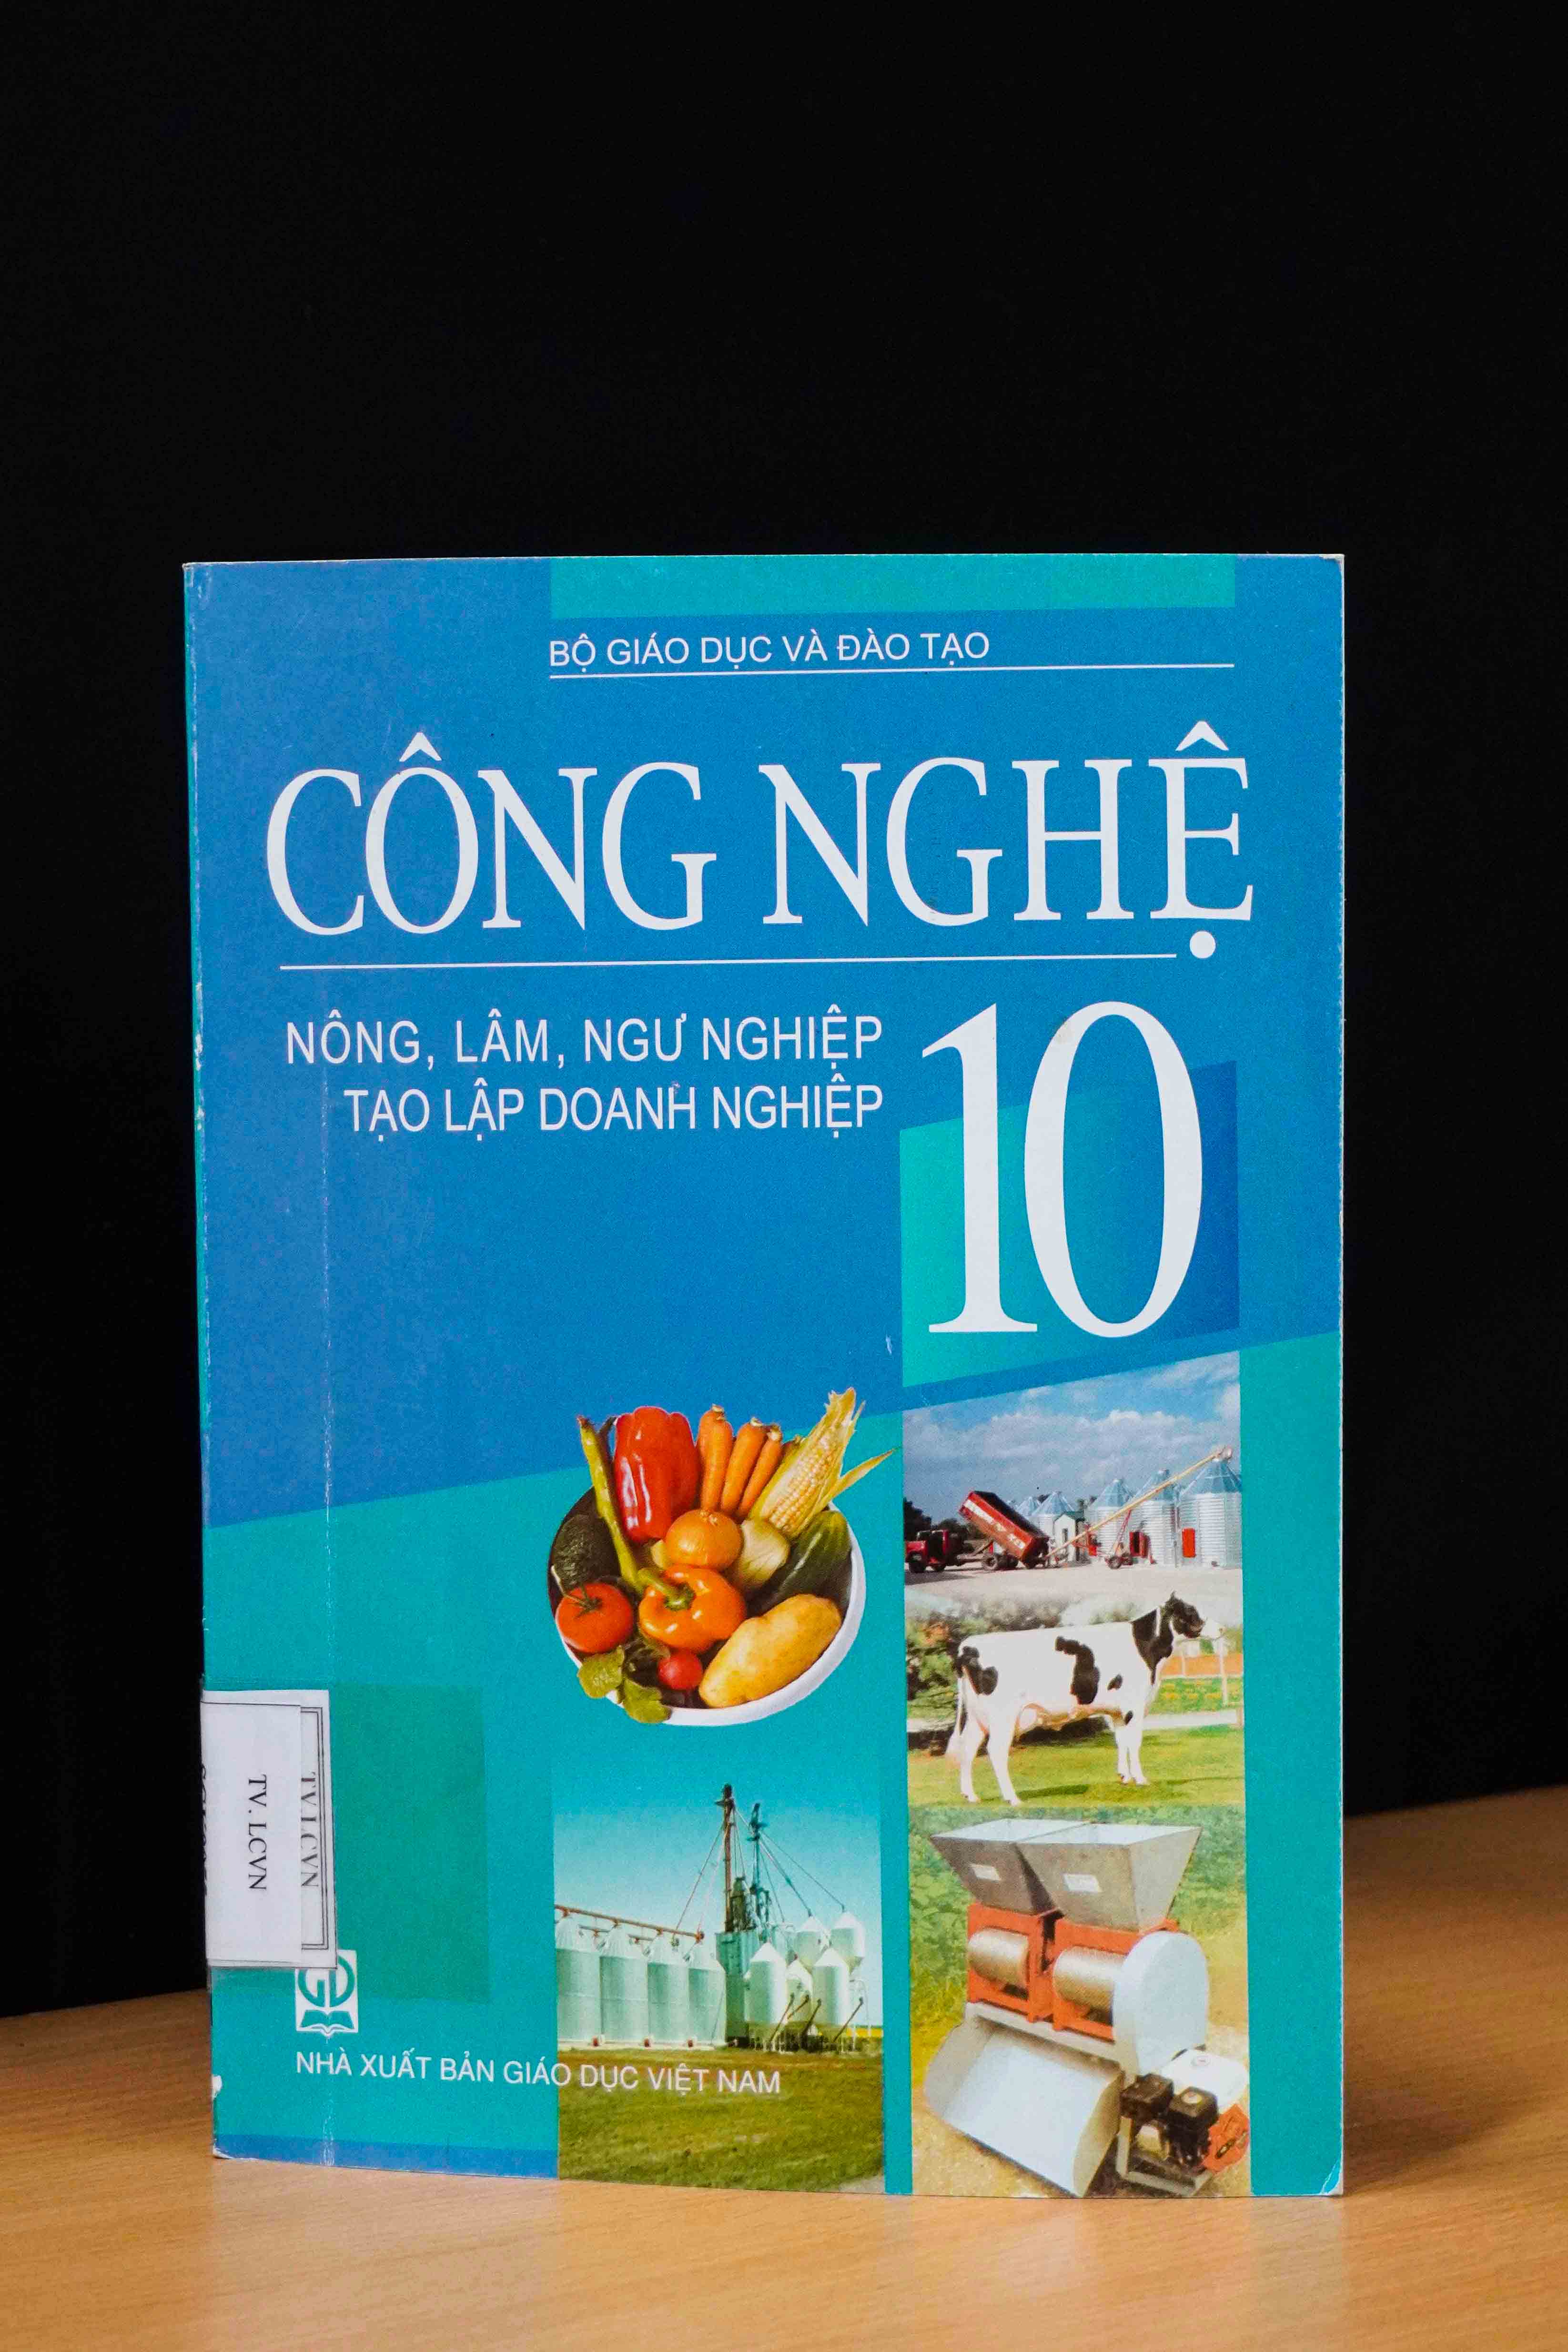 BỘ GIÁO DỤC VÀ ĐÀO TẠO
CÔNG NGHỆ
NÔNG, LÂM, NGƯ NGHIỆP
TẠO LẬP DOANH NGHIỆP
10
TV.LCVN
TV. LCVN
GD
NHÀ XUẤT BẢN GIÁO DỤC VIỆT NAM